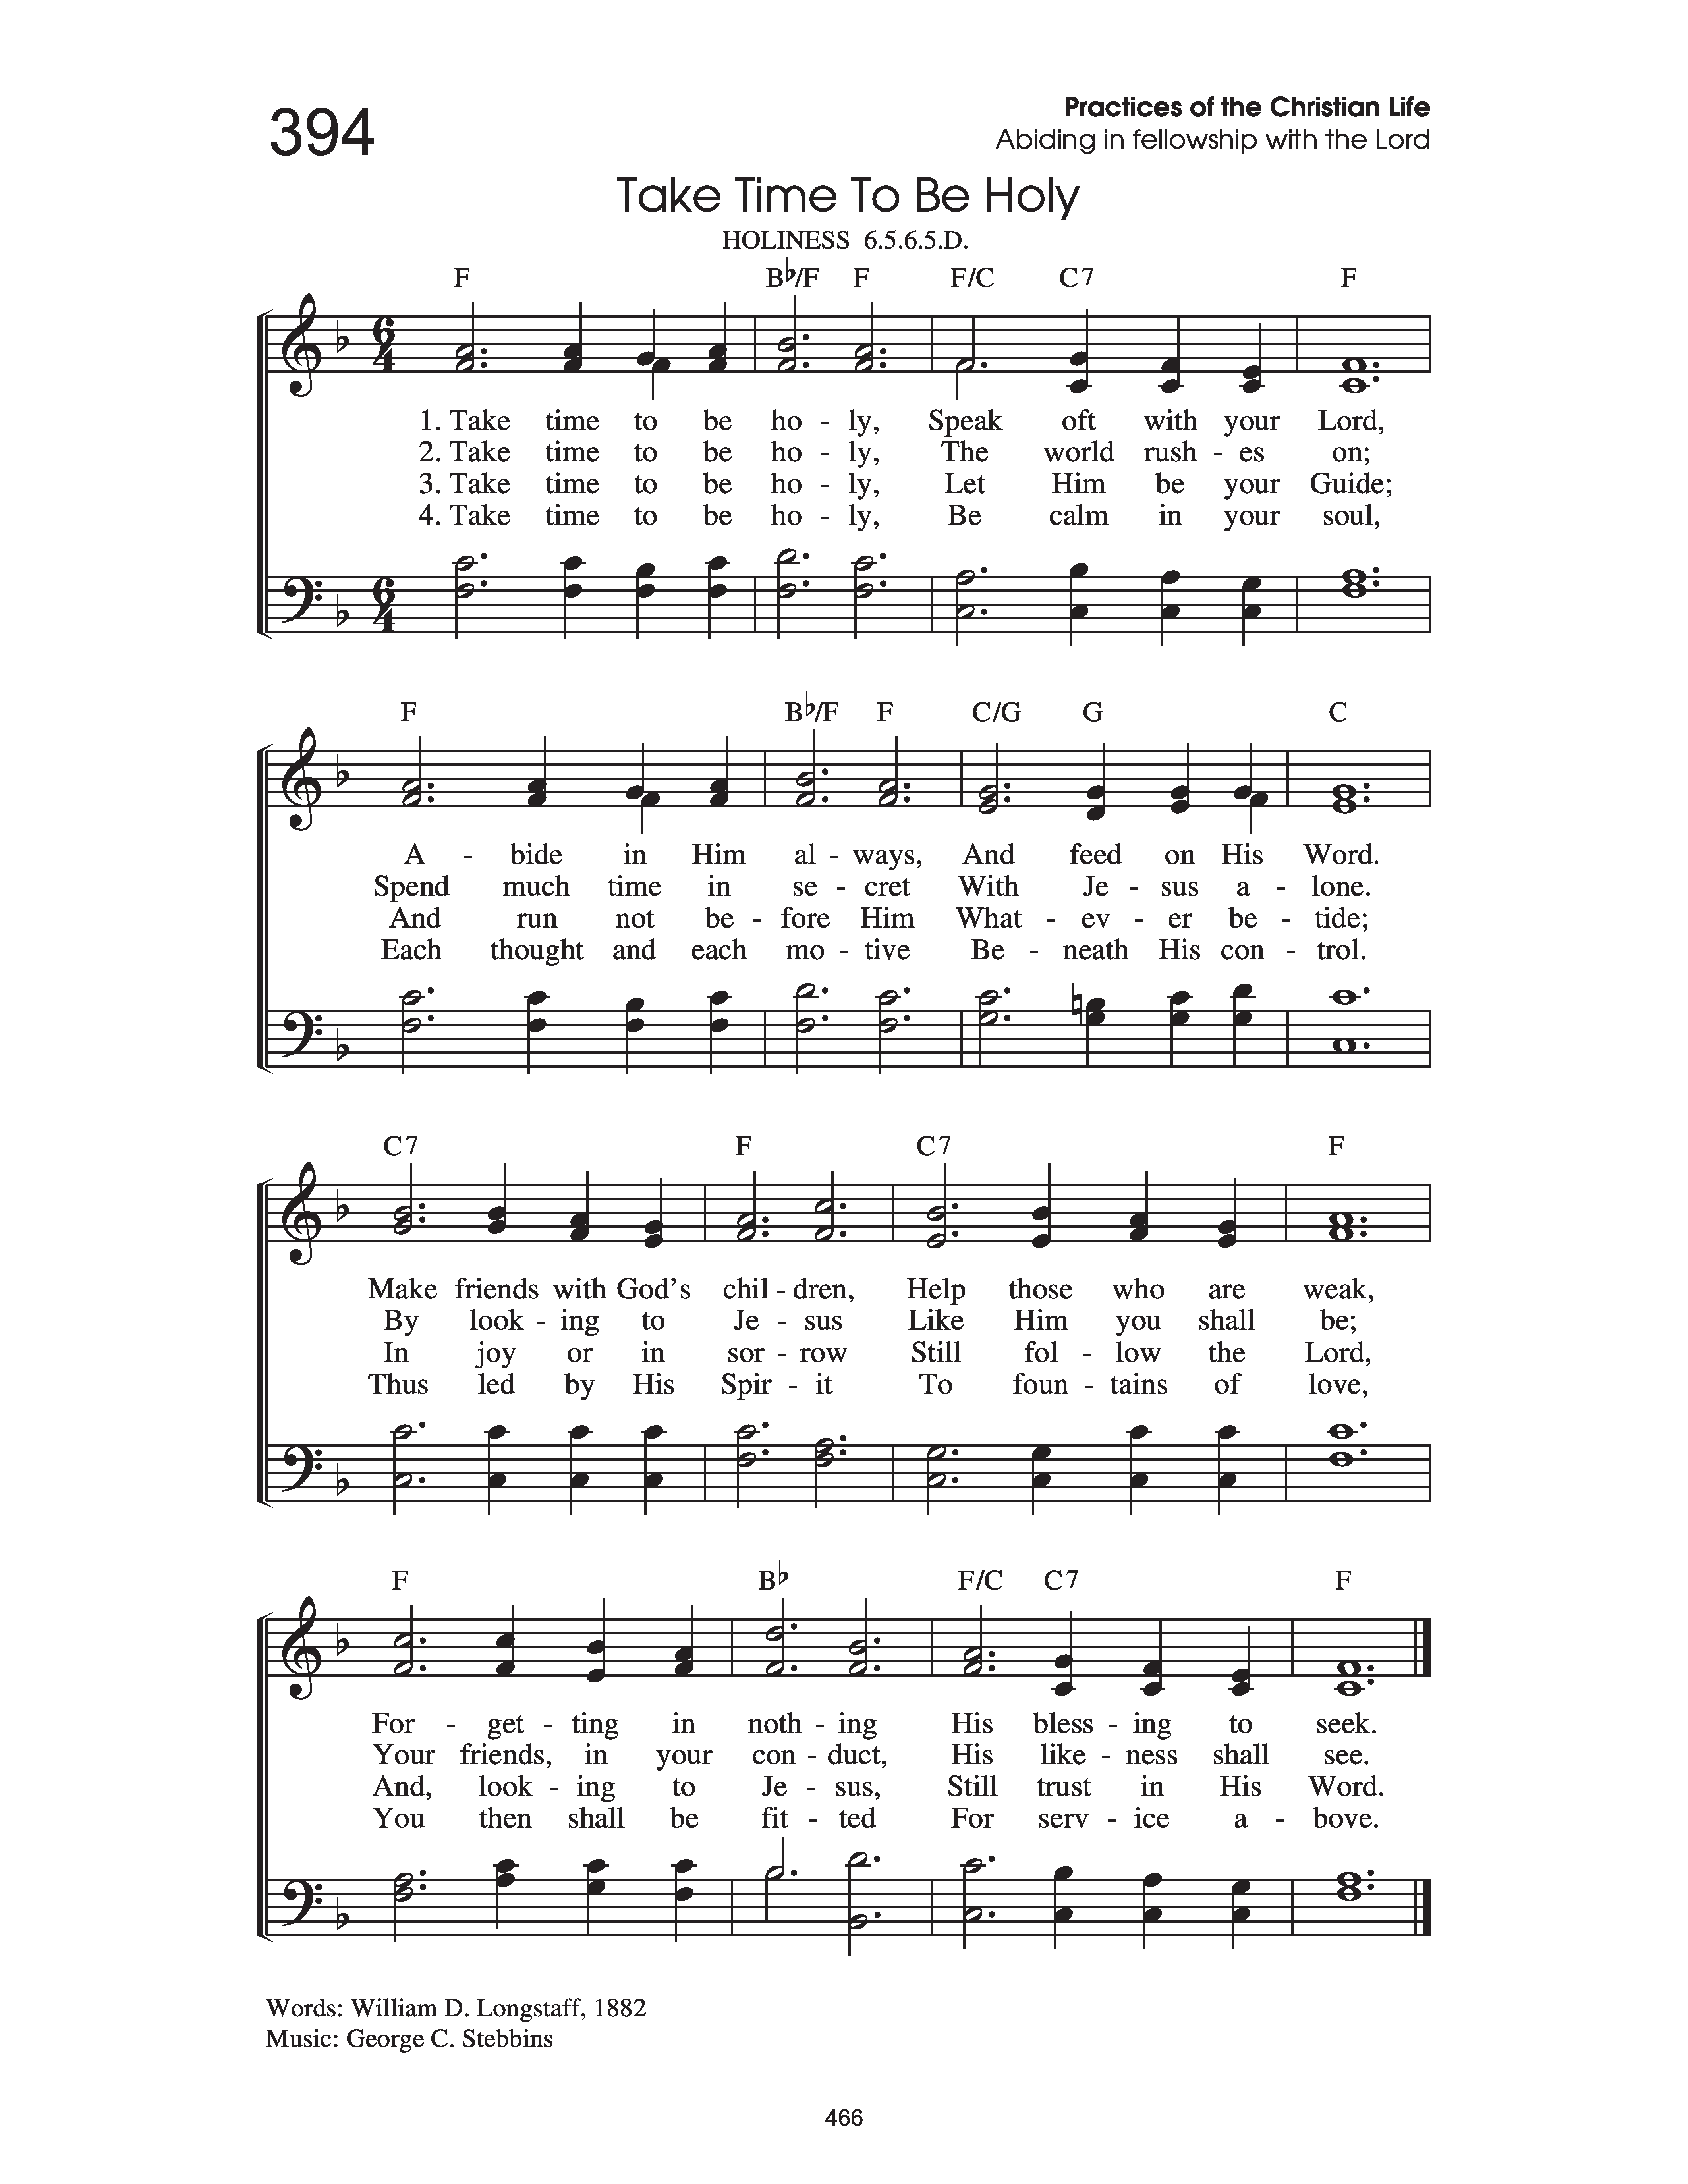 394
Practices of the Christian Life
Abiding in fellowship with the Lord
Take Time To Be Holy
HOLINESS 6.5.6.5.D.
F B♭/F F F/C C7 F
1. Take time to be ho - ly, Speak oft with your Lord,
2. Take time to be ho - ly, The world rush - es on;
3. Take time to be ho - ly, Let Him be your Guide;
4. Take time to be ho - ly, Be calm in your soul,
F B♭/F F C/G G C
A - bide in Him al - ways, And feed on His Word.
Spend much time in se - cret With Je - sus a - lone.
And run not be - fore Him What - ev - er be - tide;
Each thought and each mo - tive Be - neath His con - trol.
C7 F C7 F
Make friends with God's chil - dren, Help those who are weak,
By look - ing to Je - sus Like Him you shall be;
In joy or in sor - row Still fol - low the Lord,
Thus led by His Spir - it To foun - tains of love,
F B♭ F/C C7 F
For - get - ting in noth - ing His bless - ing to seek.
Your friends, in your con - duct, His like - ness shall see.
And, look - ing to Je - sus, Still trust in His Word.
You then shall be fit - ted For serv - ice a - bove.
Words: William D. Longstaff, 1882
Music: George C. Stebbins
466